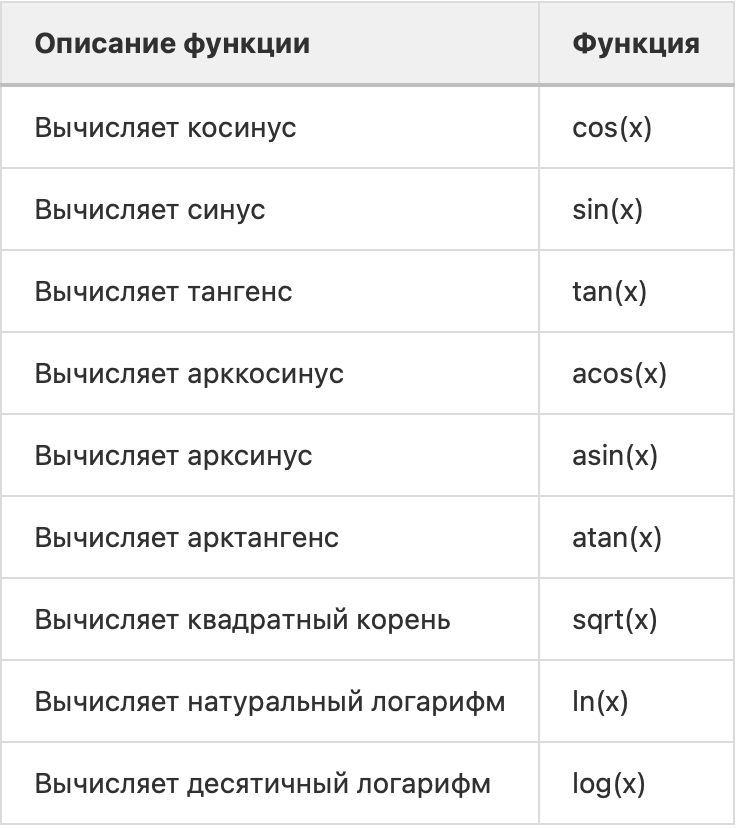 Описание функции Функция
Вычисляет косинус cos(x)
Вычисляет синус sin(x)
Вычисляет тангенс tan(x)
Вычисляет арккосинус acos(x)
Вычисляет арксинус asin(x)
Вычисляет арктангенс atan(x)
Вычисляет квадратный корень sqrt(x)
Вычисляет натуральный логарифм ln(x)
Вычисляет десятичный логарифм log(x)